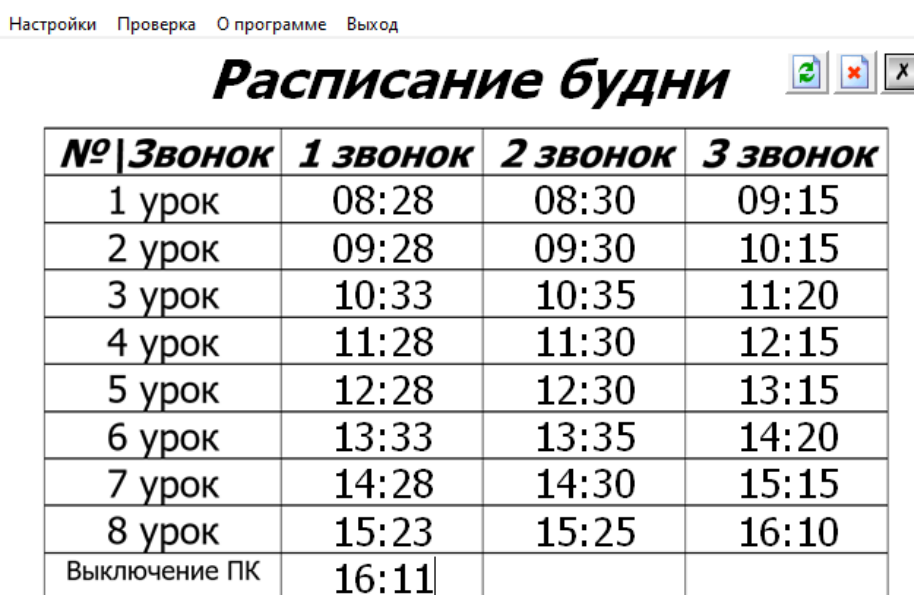 Настройки Проверка О программе Выход
Расписание будни
X
№|Звонок 1 звонок 2 звонок 3 звонок
1 урок 08:28 08:30 09:15
2 урок 09:28 09:30 10:15
3 урок 10:33 10:35 11:20
4 урок 11:28 11:30 12:15
5 урок 12:28 12:30 13:15
6 урок 13:33 13:35 14:20
7 урок 14:28 14:30 15:15
8 урок 15:23 15:25 16:10
Выключение ПК 16:11